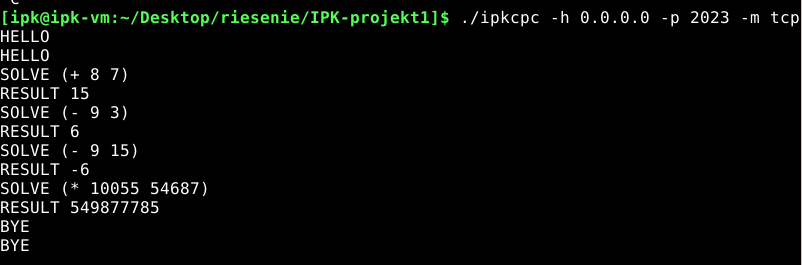 [ipk@ipk-vm:~/Desktop/riesenie/IPK-projekt1]$ ./ipkcpc -h 0.0.0.0 -p 2023 -m tcp
HELLO
HELLO
SOLVE (+ 8 7)
RESULT 15
SOLVE (- 9 3)
RESULT 6
SOLVE (- 9 15)
RESULT -6
SOLVE (* 10055 54687)
RESULT 549877785
BYE
BYE